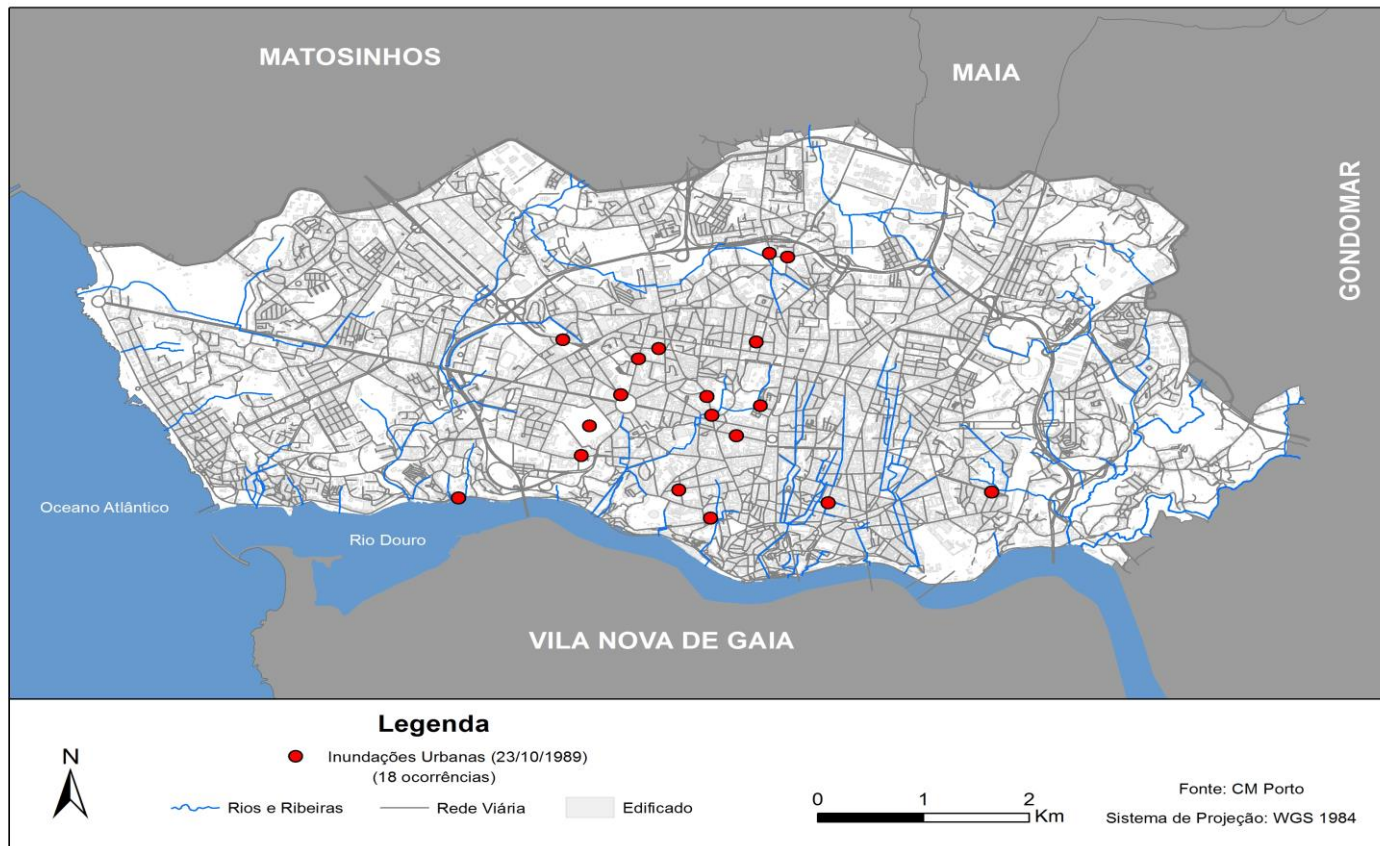 MATOSINHOS
MAIA
GONDOMAR
Oceano Atlântico
Rio Douro
VILA NOVA DE GAIA
Legenda
N
Inundações Urbanas (23/10/1989)
(18 ocorrências)
Rios e Ribeiras
Rede Viária
Edificado
0
1
2
Km
Fonte: CM Porto
Sistema de Projeção: WGS 1984